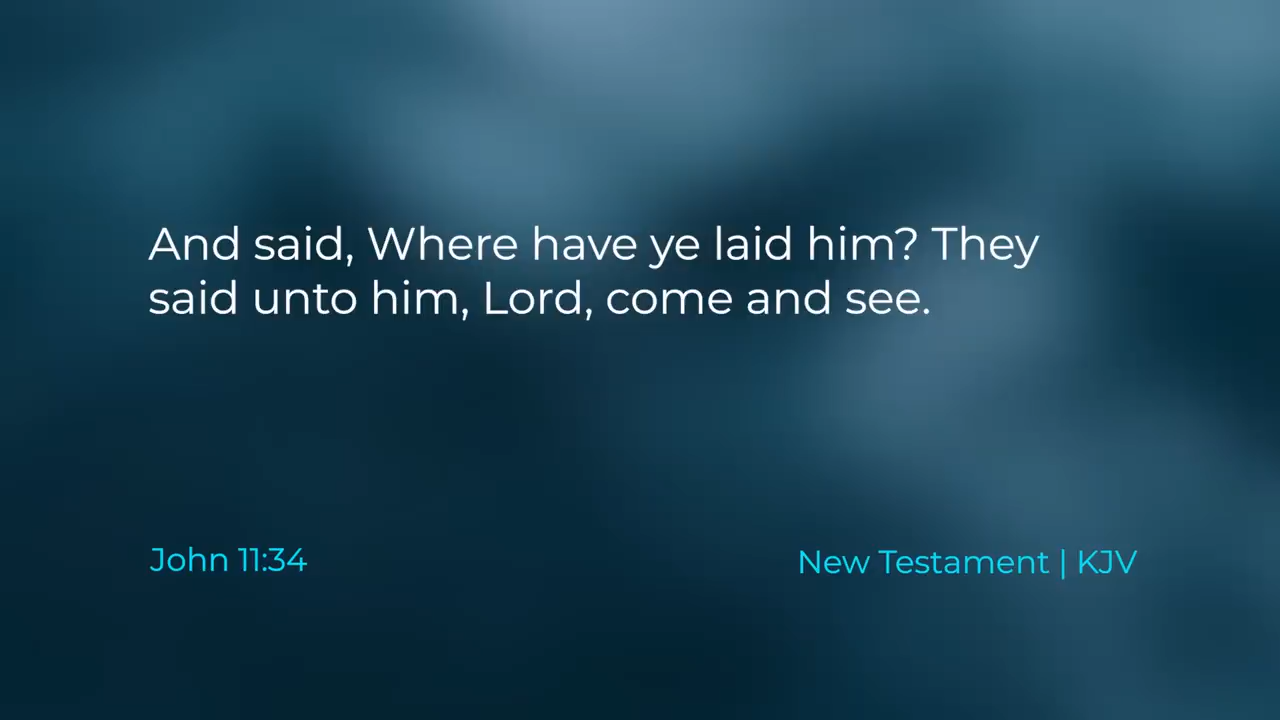 And said, Where have ye laid him? They
said unto him, Lord, come and see.
John 11:34
New Testament | KJV